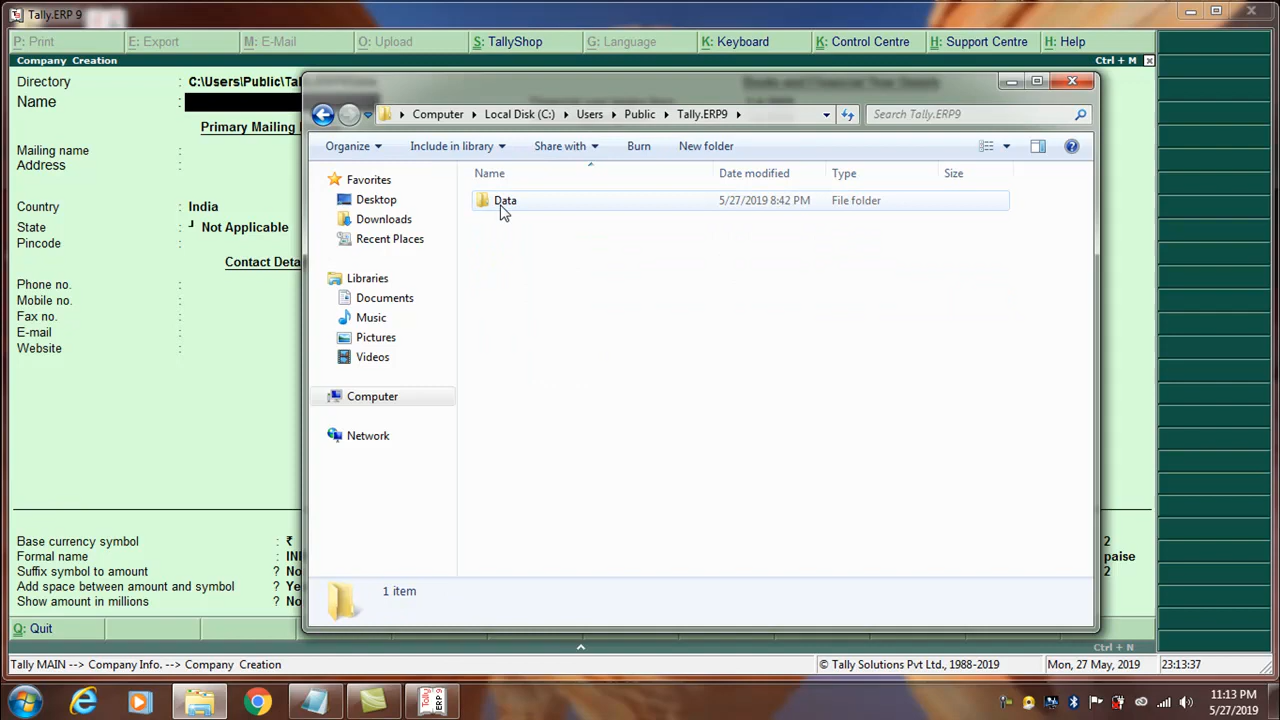 Tally.ERP 9
P: Print
E: Export
M: E-Mail
O: Upload
S: TallyShop
G: Language
K: Keyboard
K: Control Centre
H: Support Centre
H: Help
Company Creation
Ctrl + M
Directory : C:\Users\Public\Tal
Name :
Primary Mailing
Mailing name :
Address :
Country : India
State : ┘ Not Applicable
Pincode :
Contact Deta
Phone no. :
Mobile no. :
Fax no. :
E-mail :
Website :
Base currency symbol : ₹
Formal name : IN
Suffix symbol to amount ? No
Add space between amount and symbol ? Ye
Show amount in millions ? No
2
paise
2
Q: Quit
Computer
Local Disk (C:)
Users
Public
Tally.ERP9
Search Tally.ERP9
Organize
Include in library
Share with
Burn
New folder
Favorites
Desktop
Downloads
Recent Places
Libraries
Documents
Music
Pictures
Videos
Computer
Network
Name
Date modified
Type
Size
Data
5/27/2019 8:42 PM
File folder
1 item
Ctrl + N
Tally MAIN --> Company Info. --> Company Creation
© Tally Solutions Pvt Ltd., 1988-2019
Mon, 27 May, 2019
23:13:37
Tally
ERP 9
11:13 PM
5/27/2019